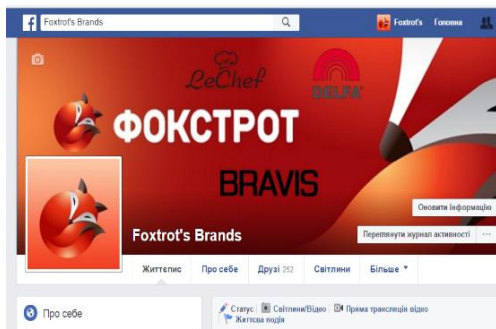 Foxtrot's Brands
Foxtrot's Головна
LeChef
DELFA
ФОКСТРОТ
BRAVIS
Оновити інформацію
Foxtrot's Brands
Переглянути журнал активності ...
Життєпис Про себе Друзі 252 Світлини Більше
Про себе
Статус Світлини/Відео Пряма трансляція відео
Життєва подія